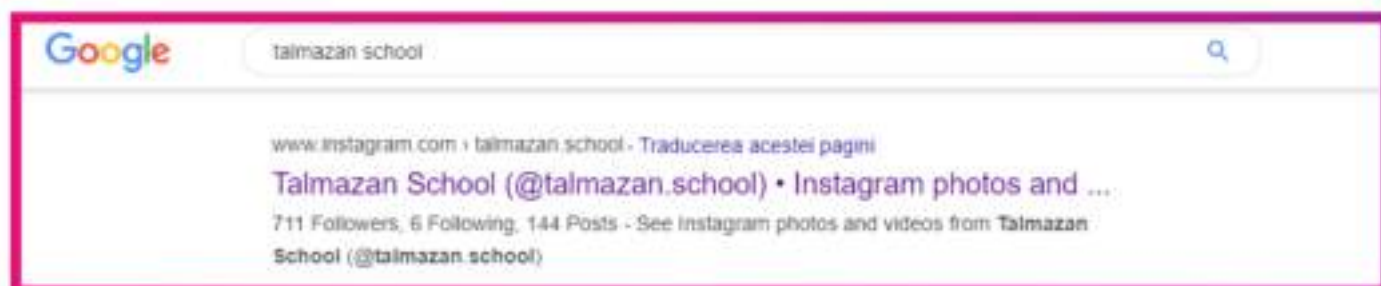 Google talmazan school
www.instagram.com › talmazan.school - Traducerea acestei pagini
Talmazan School (@talmazan.school) • Instagram photos and ...
711 Followers, 6 Following, 144 Posts - See Instagram photos and videos from Talmazan
School (@talmazan.school)